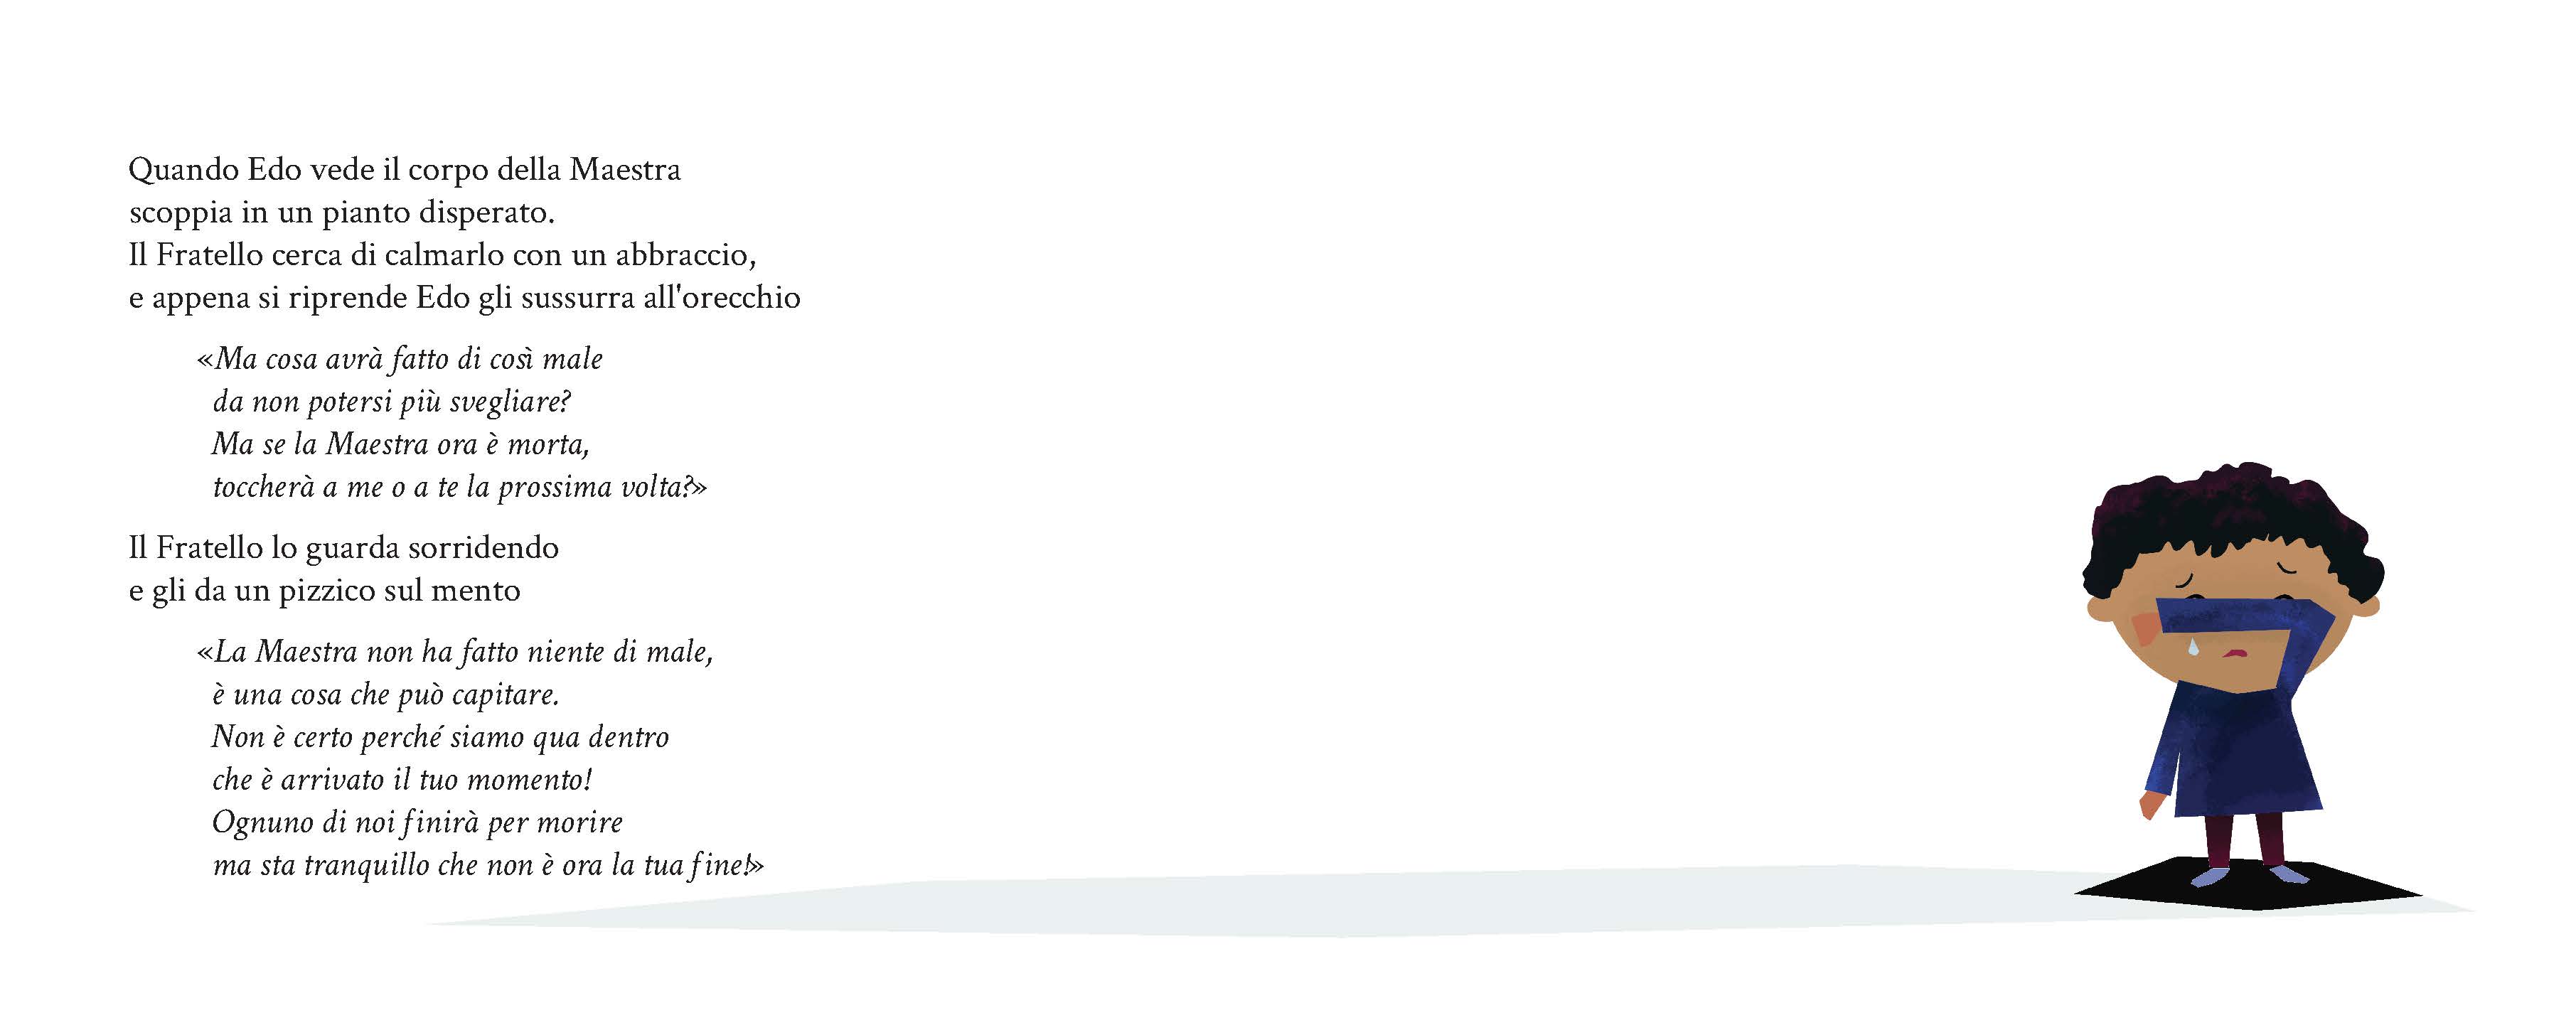 Quando Edo vede il corpo della Maestra
scoppia in un pianto disperato.
Il Fratello cerca di calmarlo con un abbraccio,
e appena si riprende Edo gli sussurra all'orecchio
«Ma cosa avrà fatto di così male
da non potersi più svegliare?
Ma se la Maestra ora è morta,
toccherà a me o a te la prossima volta?»
Il Fratello lo guarda sorridendo
e gli da un pizzico sul mento
«La Maestra non ha fatto niente di male,
è una cosa che può capitare.
Non è certo perché siamo qua dentro
che è arrivato il tuo momento!
Ognuno di noi finirà per morire
ma sta tranquillo che non è ora la tua fine!»